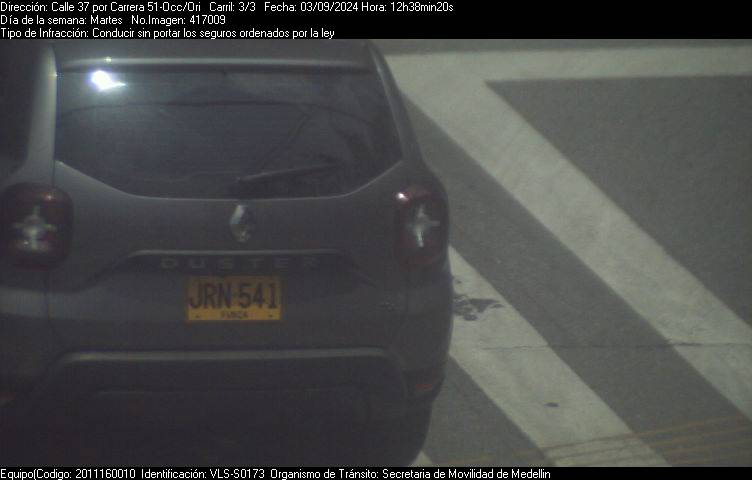 Dirección: Calle 37 por Carrera 51-Occ/Ori Carril: 3/3 Fecha: 03/09/2024 Hora: 12h38min20s
Día de la semana: Martes No.Imagen: 417009
Tipo de Infracción: Conducir sin portar los seguros ordenados por la ley
DUSTER
JRN 541
FUNZA
Equipo(Codigo: 2011160010 Identificación: VLS-S0173 Organismo de Tránsito: Secretaria de Movilidad de Medellin